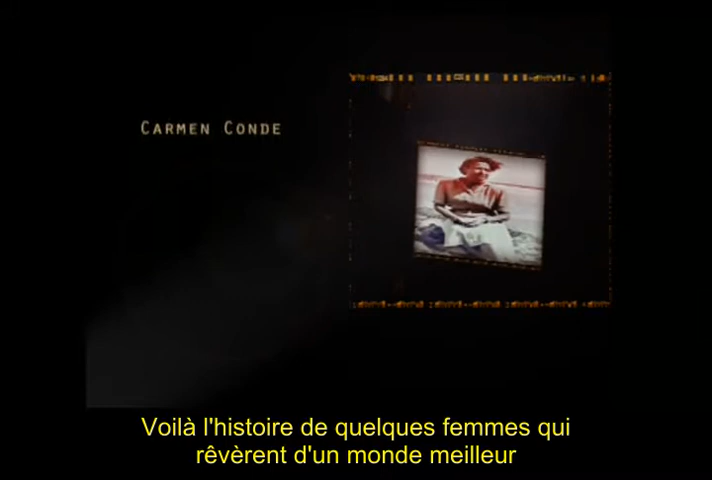 CARMEN CONDE
Voilà l'histoire de quelques femmes qui
rêvèrent d'un monde meilleur